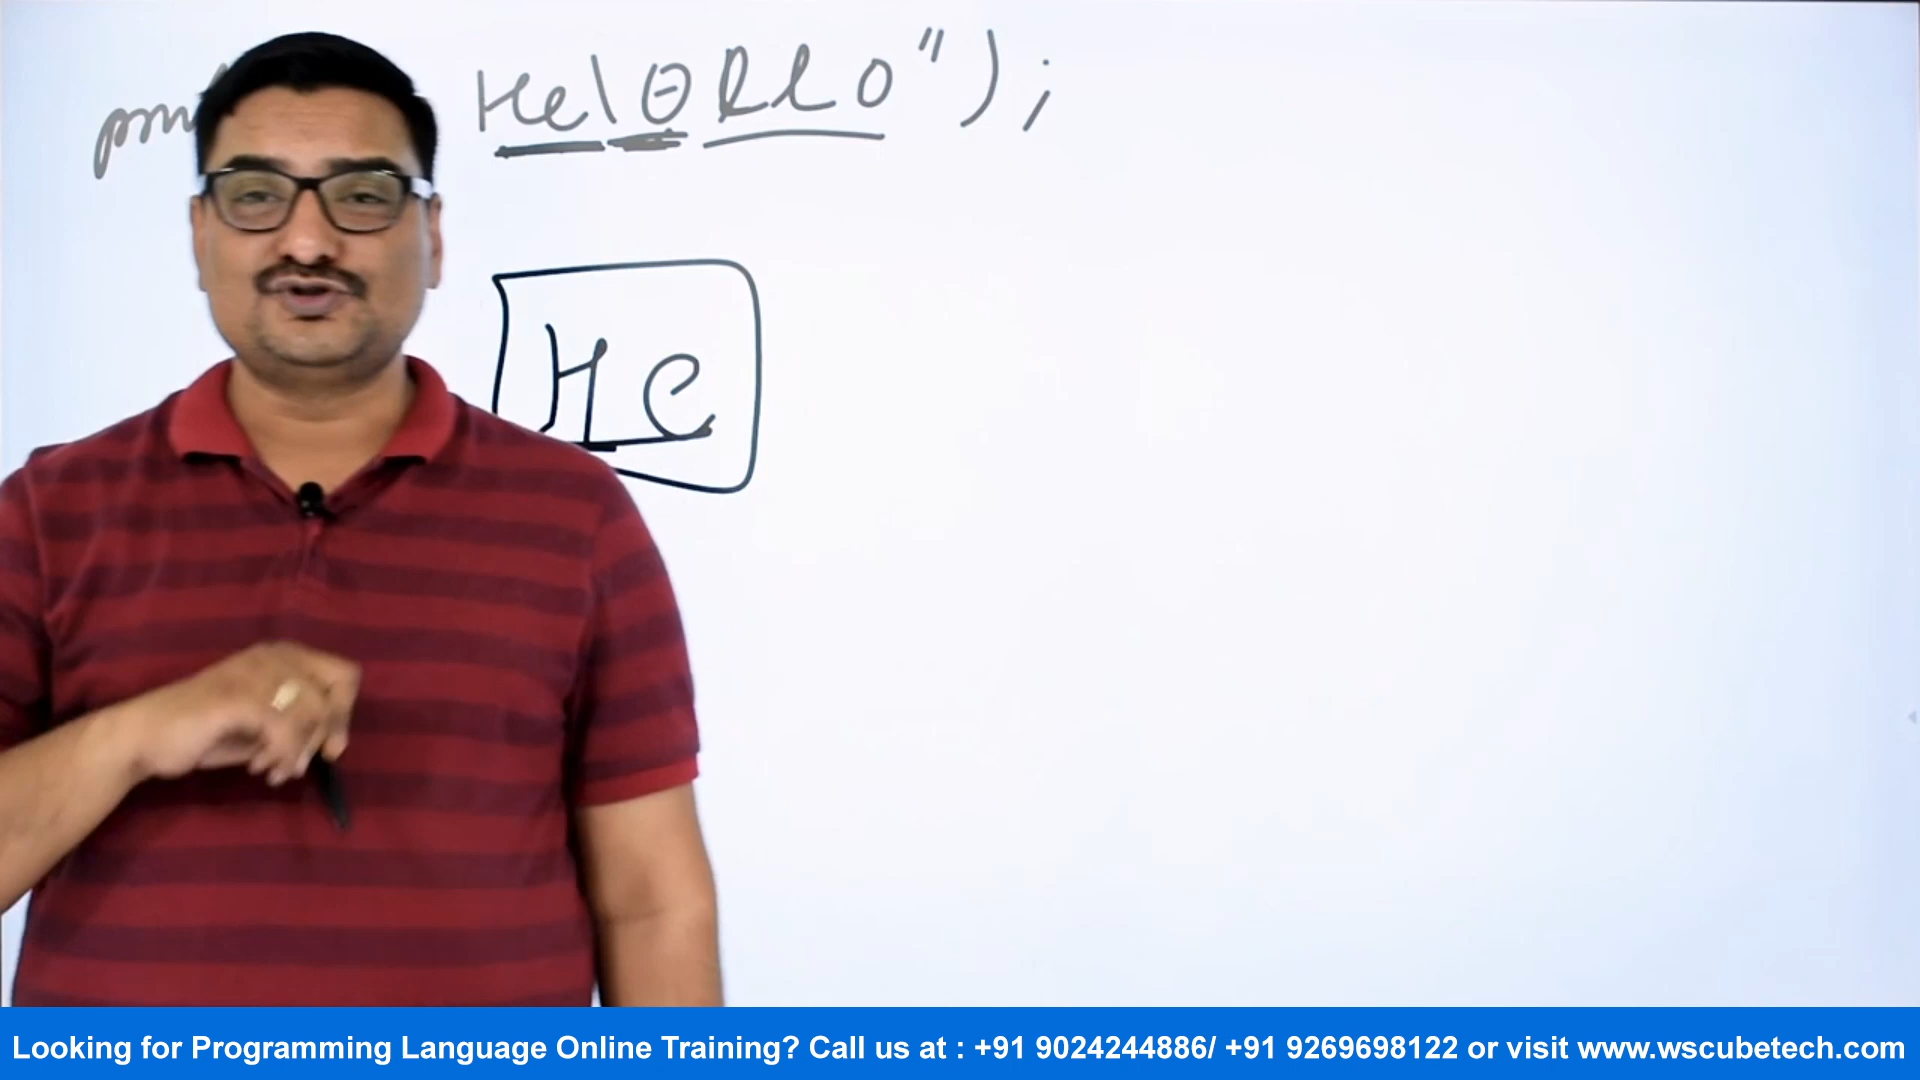 He\0llo");
He
Looking for Programming Language Online Training? Call us at : +91 9024244886/ +91 9269698122 or visit www.wscubetech.com